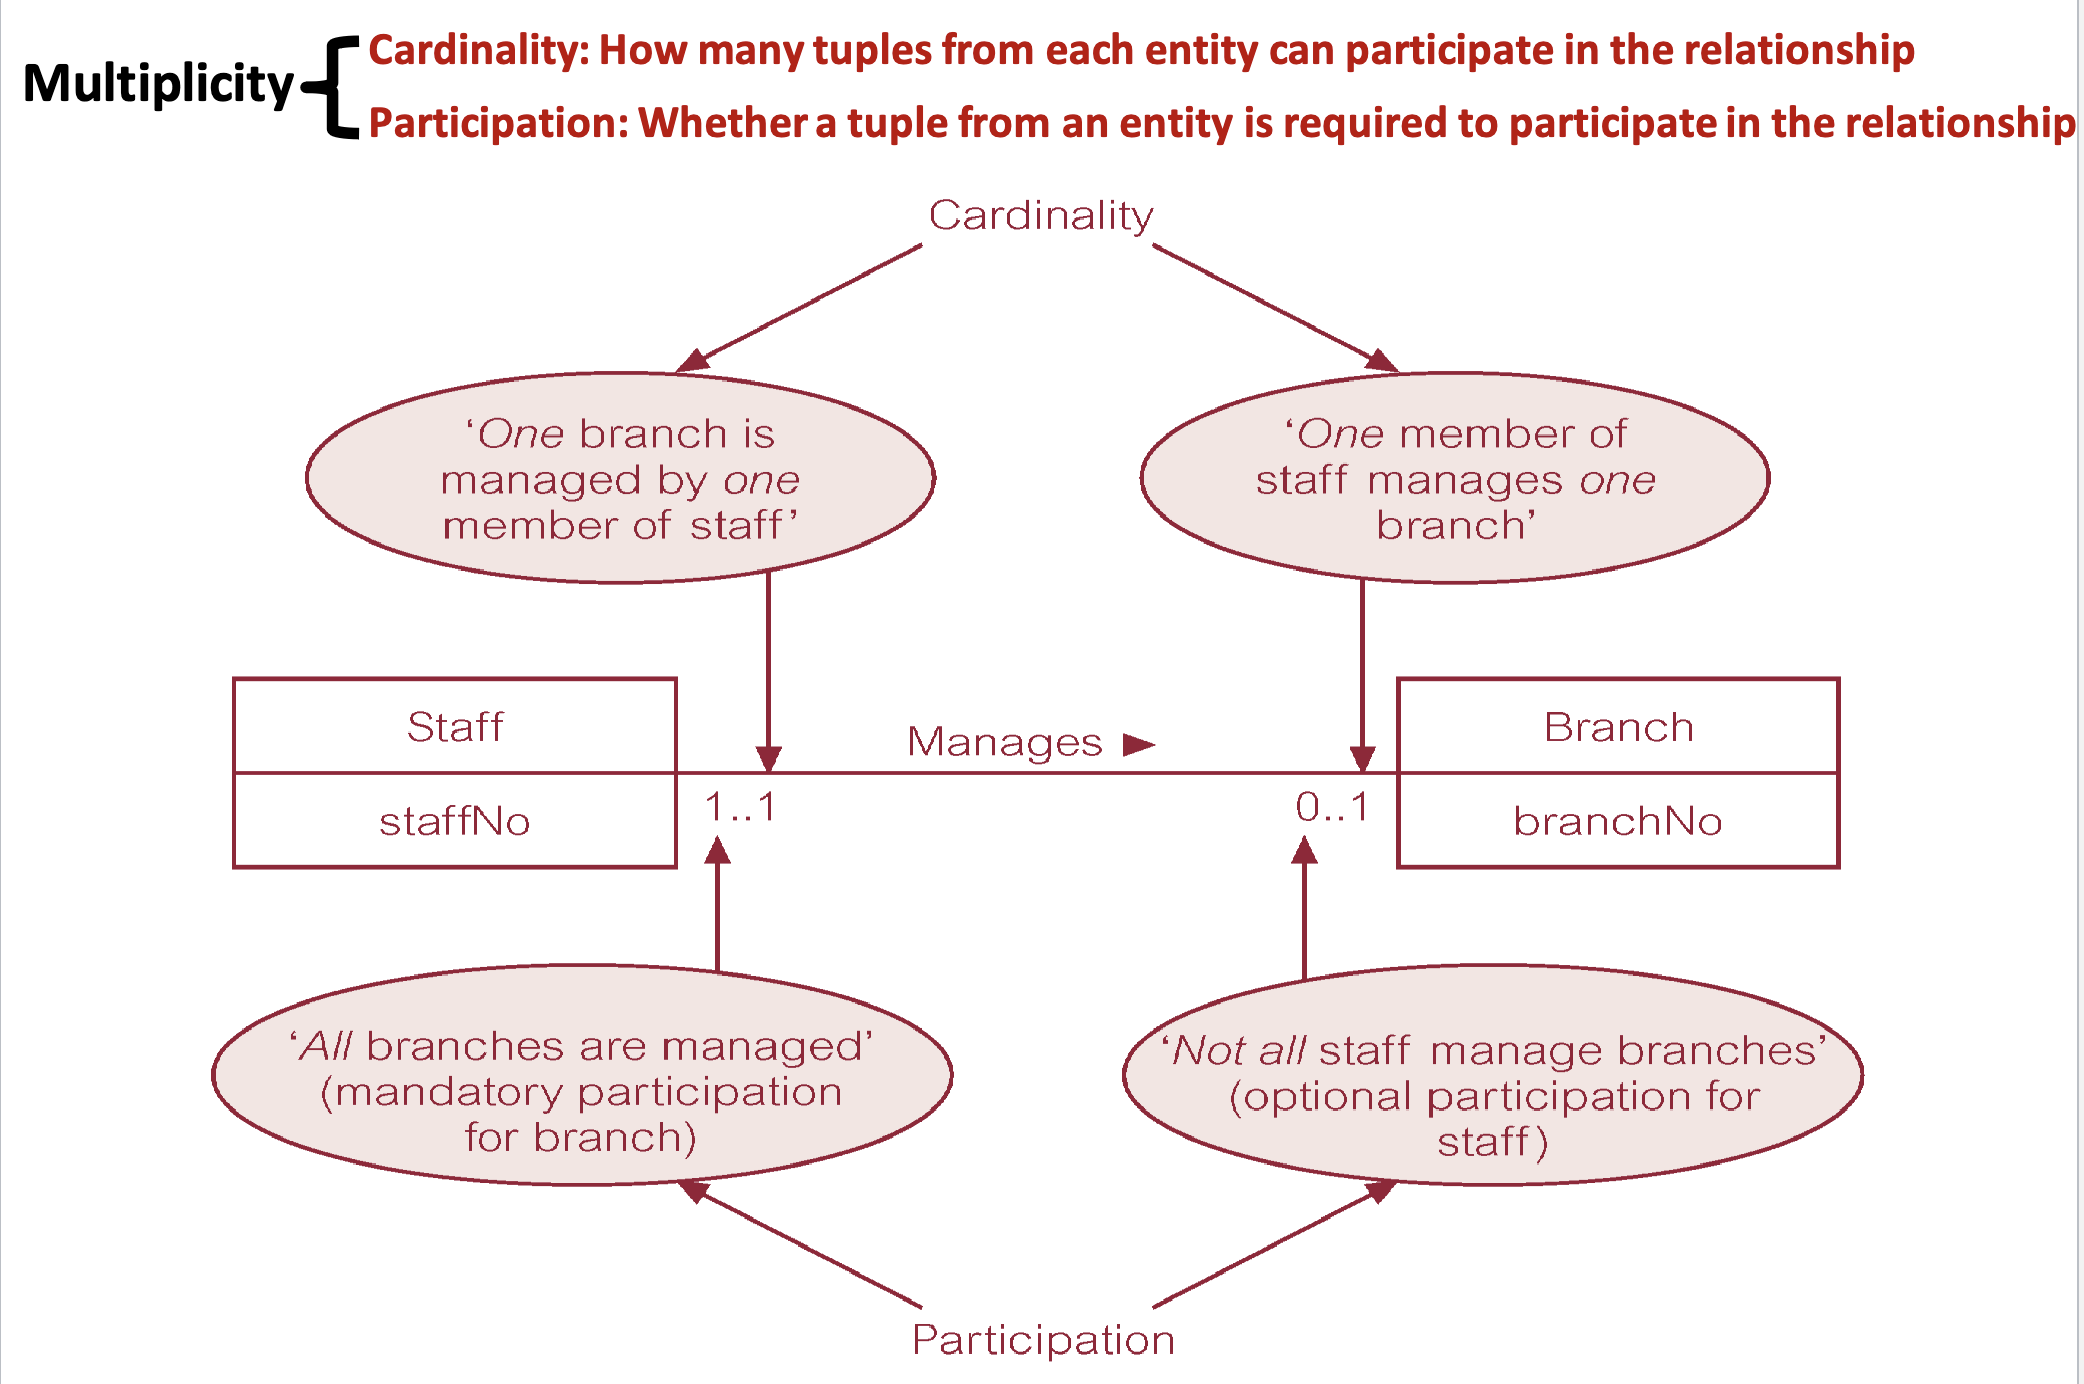 Multiplicity
Cardinality: How many tuples from each entity can participate in the relationship
Participation: Whether a tuple from an entity is required to participate in the relationship
Cardinality
‘One branch is
managed by one
member of staff’
‘One member of
staff manages one
branch’
Staff
staffNo
Manages
1..1
0..1
Branch
branchNo
‘All branches are managed’
(mandatory participation
for branch)
‘Not all staff manage branches’
(optional participation for
staff)
Participation